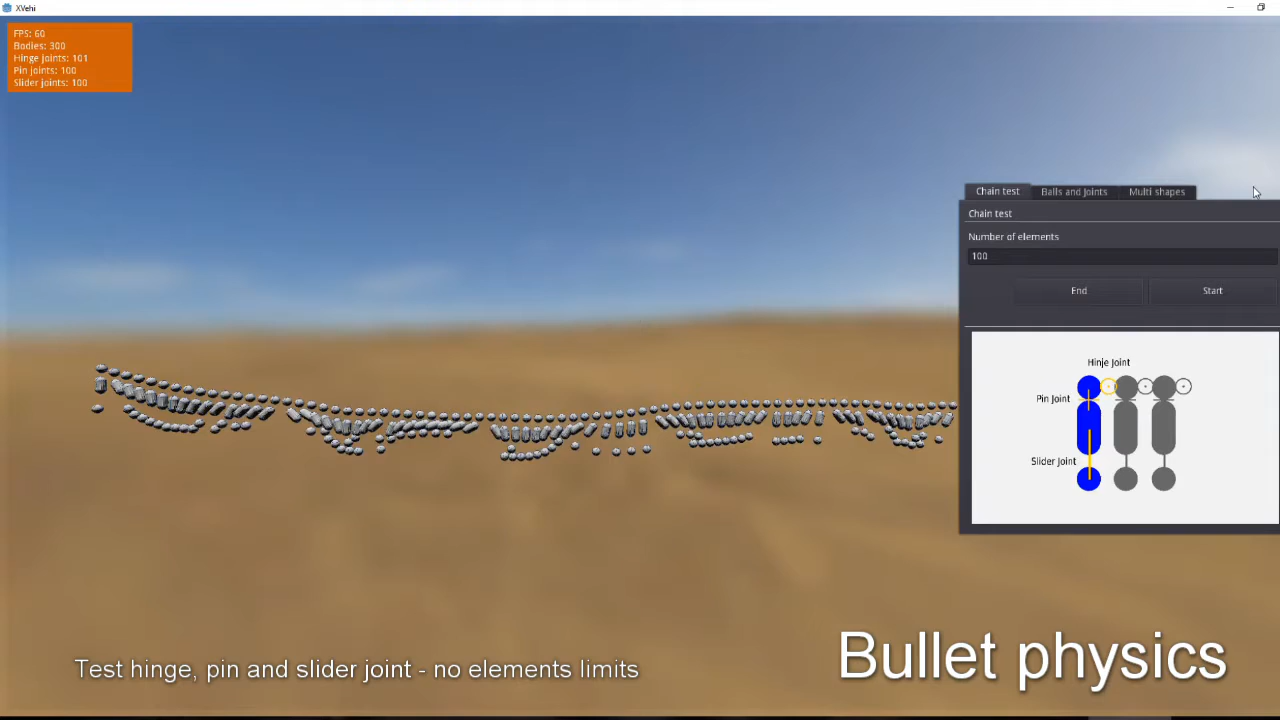 XVehi
FPS: 60
Bodies: 300
Hinge joints: 101
Pin joints: 100
Slider joints: 100
Chain test
Balls and Joints
Multi shapes
Chain test
Number of elements
100
End
Start
Hinje Joint
Pin Joint
Slider Joint
Test hinge, pin and slider joint - no elements limits
Bullet physics